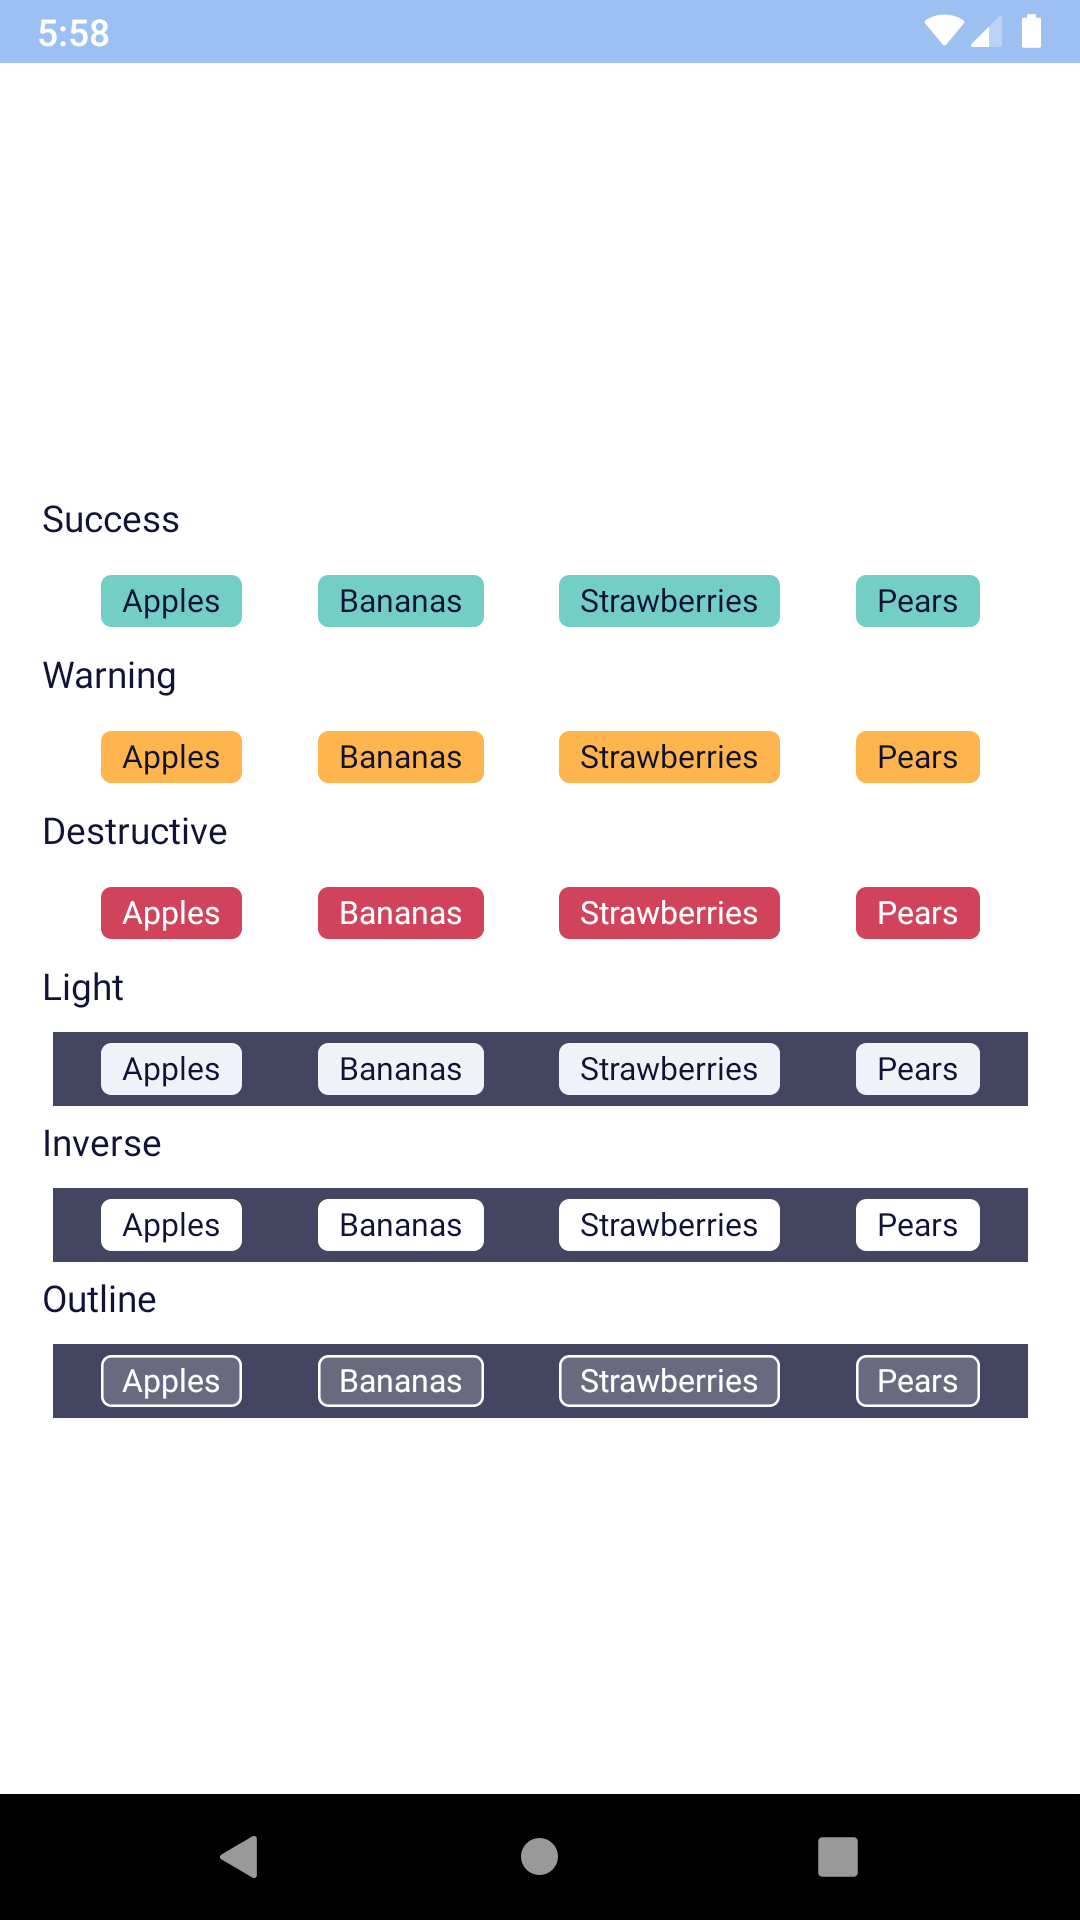 5:58
Success
Apples Bananas Strawberries Pears
Warning
Apples Bananas Strawberries Pears
Destructive
Apples Bananas Strawberries Pears
Light
Apples Bananas Strawberries Pears
Inverse
Apples Bananas Strawberries Pears
Outline
Apples Bananas Strawberries Pears